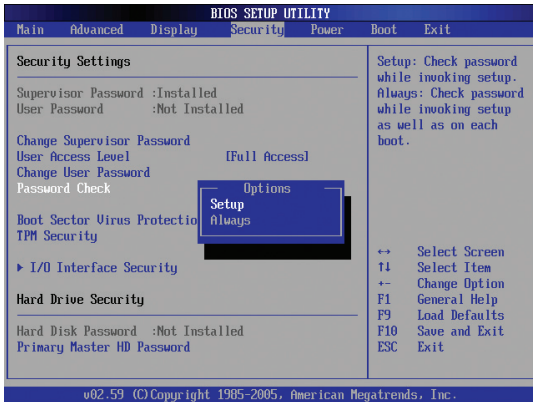 BIOS SETUP UTILITY
Main Advanced Display Security Power Boot Exit
Security Settings
Supervisor Password :Installed
User Password :Not Installed
Change Supervisor Password
User Access Level [Full Access]
Change User Password
Password Check
Boot Sector Virus Protectio
TPM Security
I/O Interface Security
Hard Drive Security
Hard Disk Password :Not Installed
Primary Master HD Password
Options
Setup
Always
Setup: Check password
while invoking setup.
Always: Check password
while invoking setup
as well as on each
boot.
↔ Select Screen
↑↓ Select Item
+- Change Option
F1 General Help
F9 Load Defaults
F10 Save and Exit
ESC Exit
v02.59 (C)Copyright 1985-2005, American Megatrends, Inc.